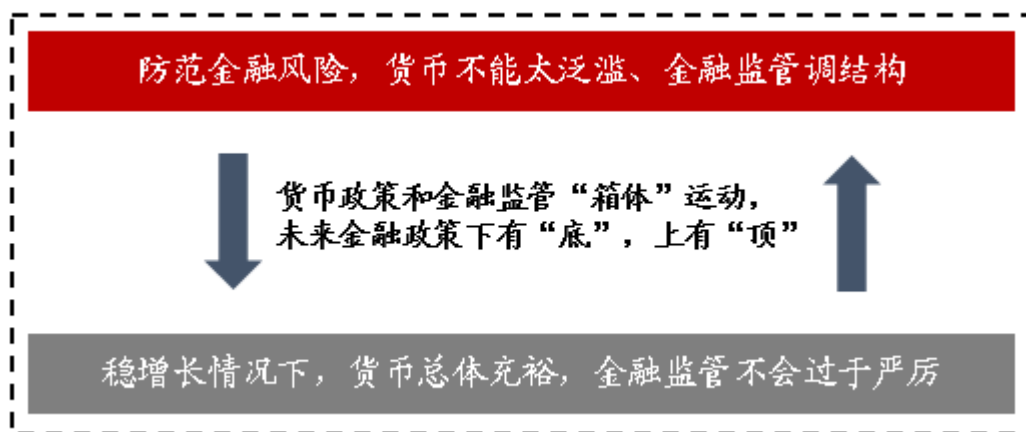 防范金融风险，货币不能太泛滥、金融监管调结构
货币政策和金融监管“箱体”运动，
未来金融政策下有“底”，上有“顶”
稳增长情况下，货币总体充裕，金融监管不会过于严厉